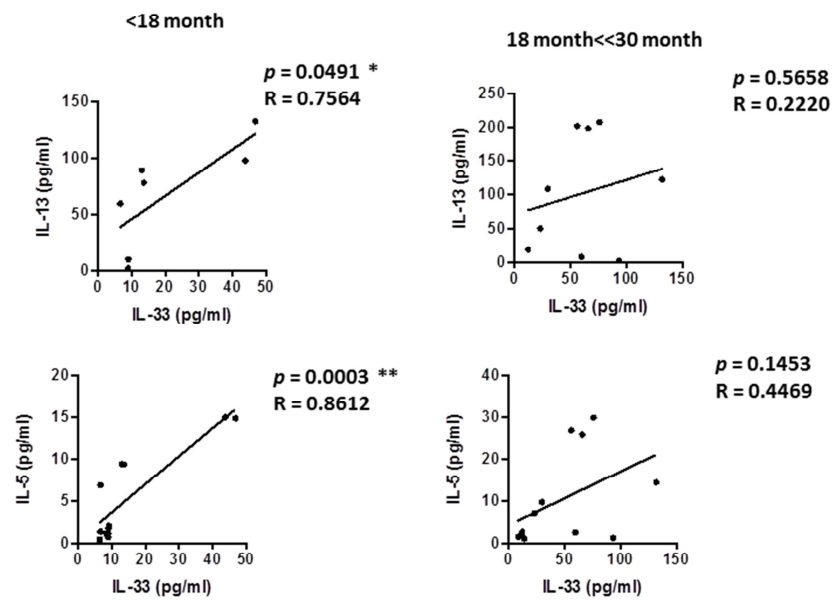 <18 month
p = 0.0491 *
R = 0.7564
150
100
50
0
IL-13 (pg/ml)
0 10 20 30 40 50
IL-33 (pg/ml)
18 month<<30 month
p = 0.5658
R = 0.2220
250
200
150
100
50
0
IL-13 (pg/ml)
0 50 100 150
IL-33 (pg/ml)
p = 0.0003 **
R = 0.8612
20
15
10
5
0
IL-5 (pg/ml)
0 10 20 30 40 50
IL-33 (pg/ml)
p = 0.1453
R = 0.4469
40
30
20
10
0
IL-5 (pg/ml)
0 50 100 150
IL-33 (pg/ml)